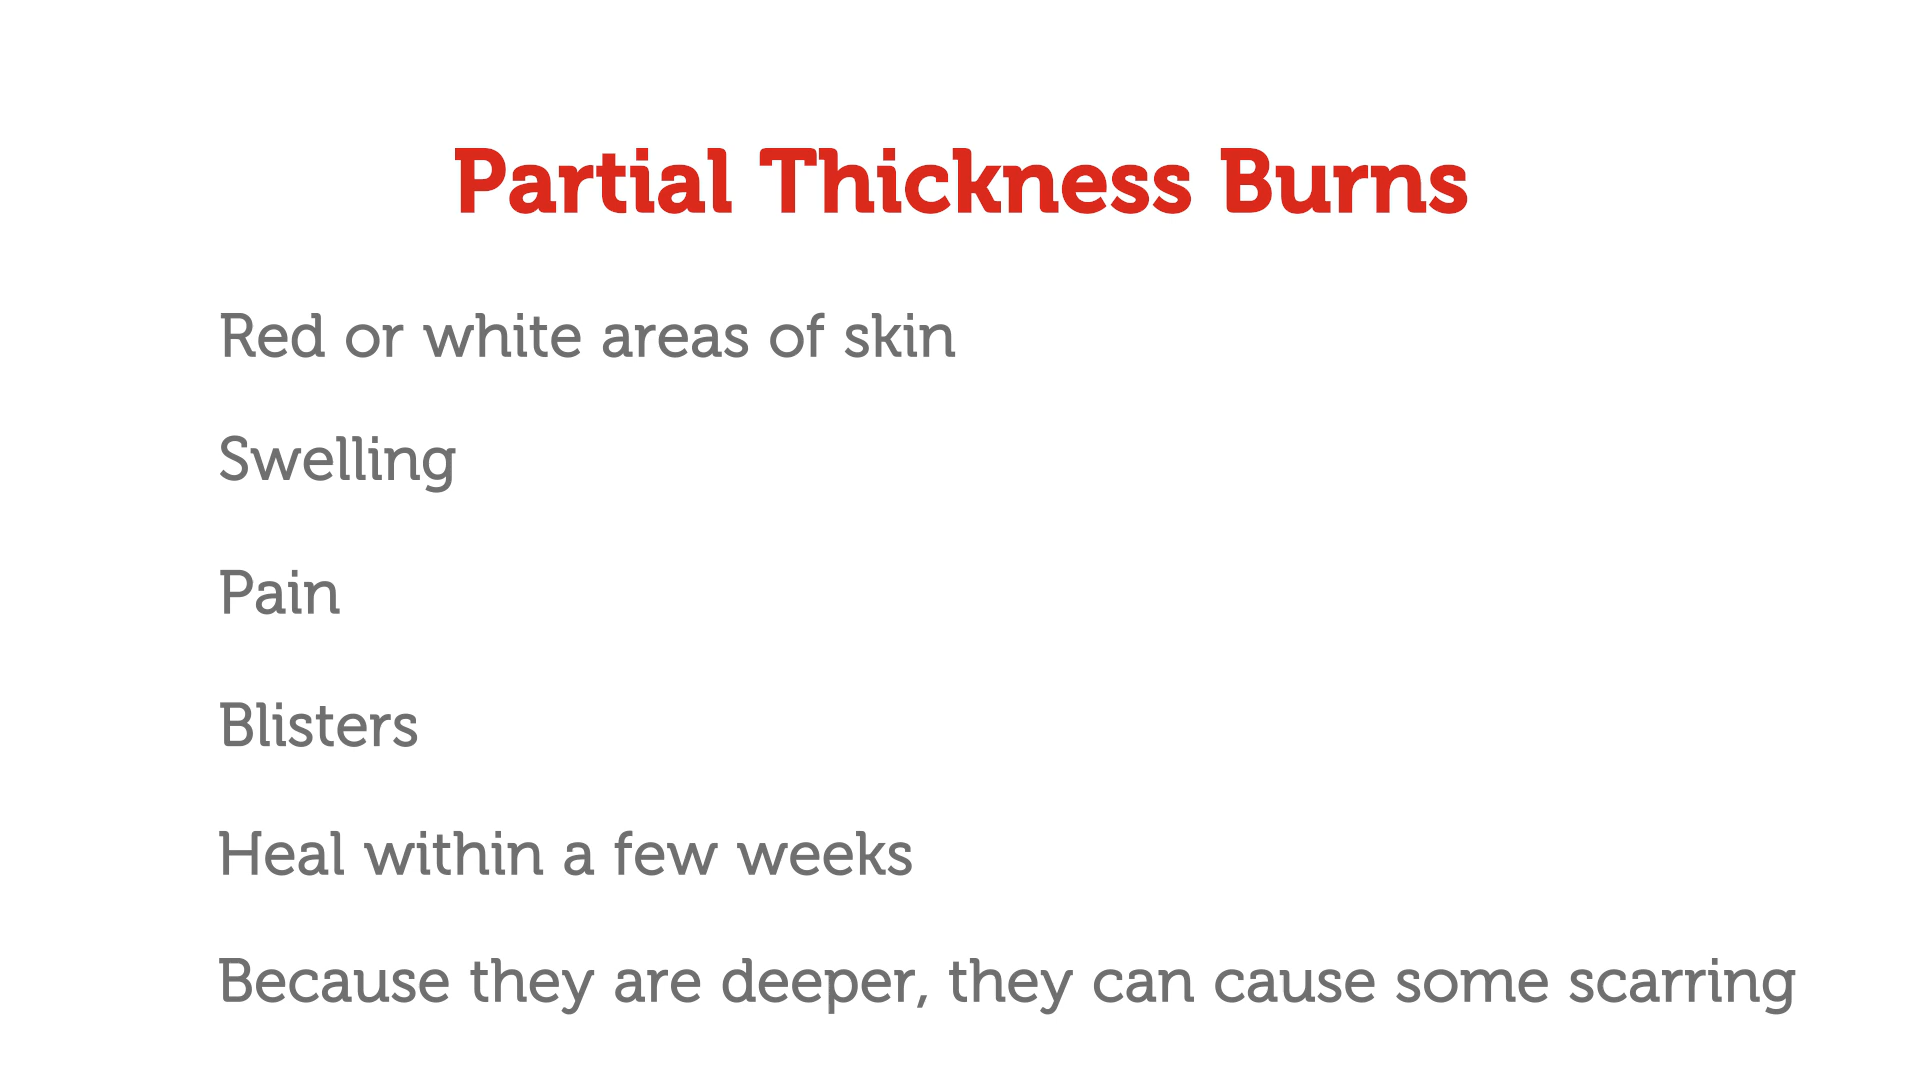 Partial Thickness Burns
Red or white areas of skin
Swelling
Pain
Blisters
Heal within a few weeks
Because they are deeper, they can cause some scarring